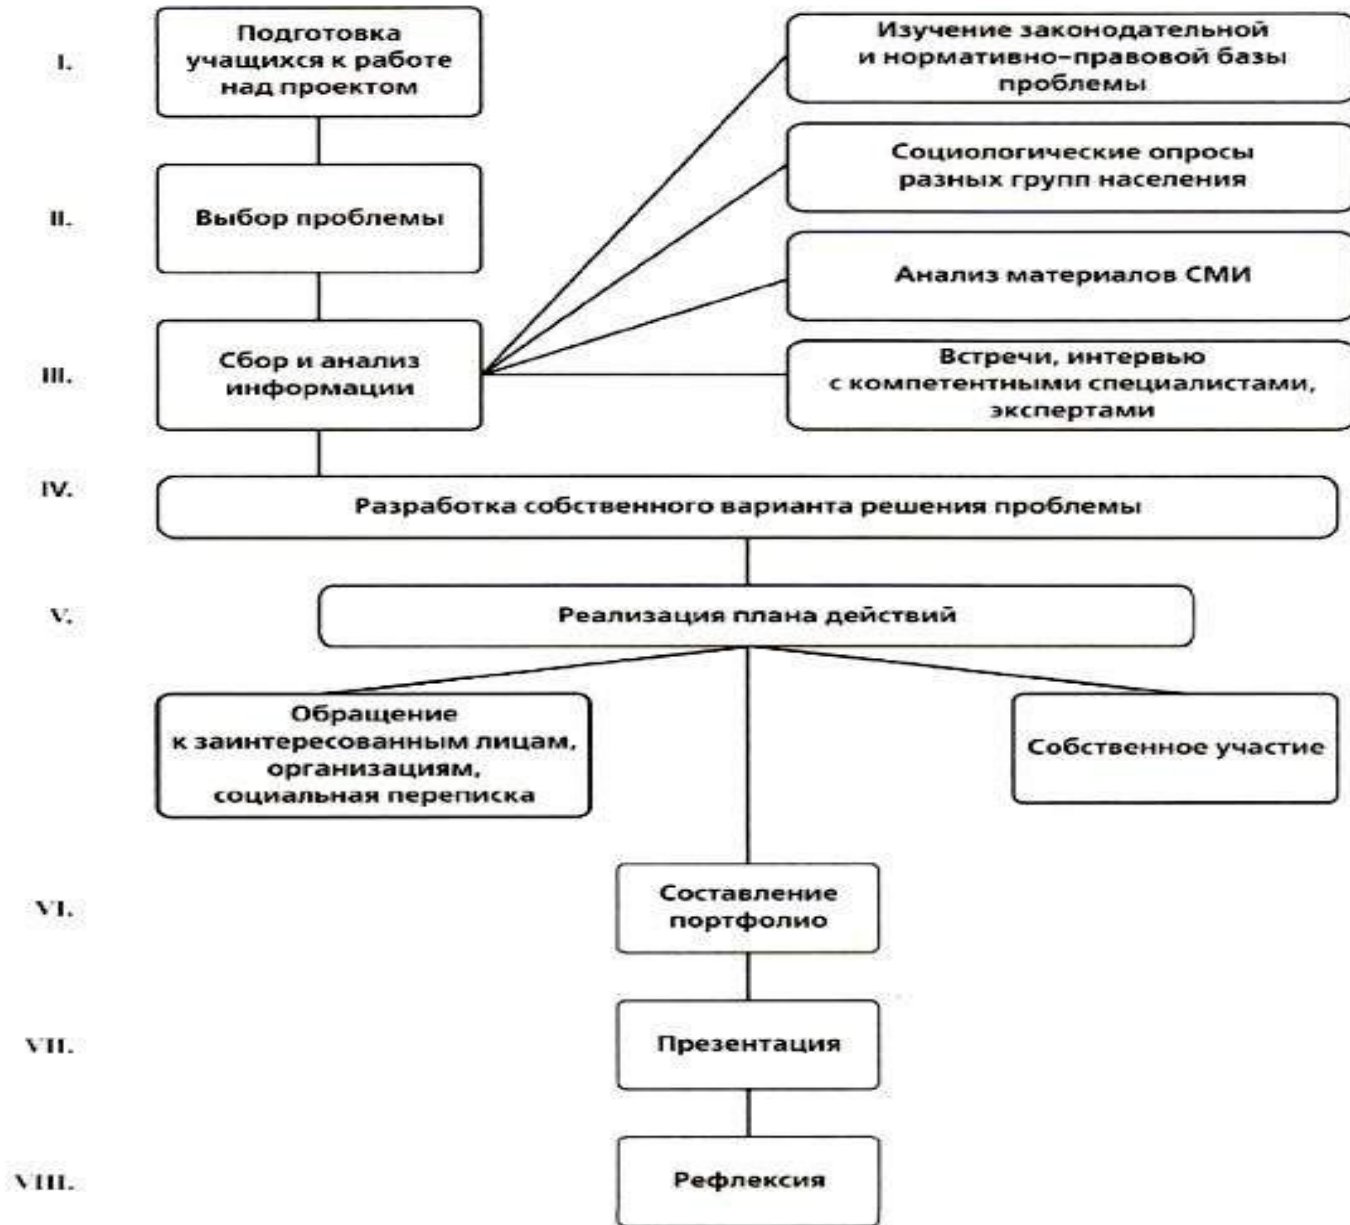 I.
Подготовка
учащихся к работе
над проектом
Изучение законодательной
и нормативно-правовой базы
проблемы
Социологические опросы
разных групп населения
II.
Выбор проблемы
Анализ материалов СМИ
III.
Сбор и анализ
информации
Встречи, интервью
с компетентными специалистами,
экспертами
IV.
Разработка собственного варианта решения проблемы
V.
Реализация плана действий
Обращение
к заинтересованным лицам,
организациям,
социальная переписка
Собственное участие
VI.
Составление
портфолио
VII.
Презентация
VIII.
Рефлексия